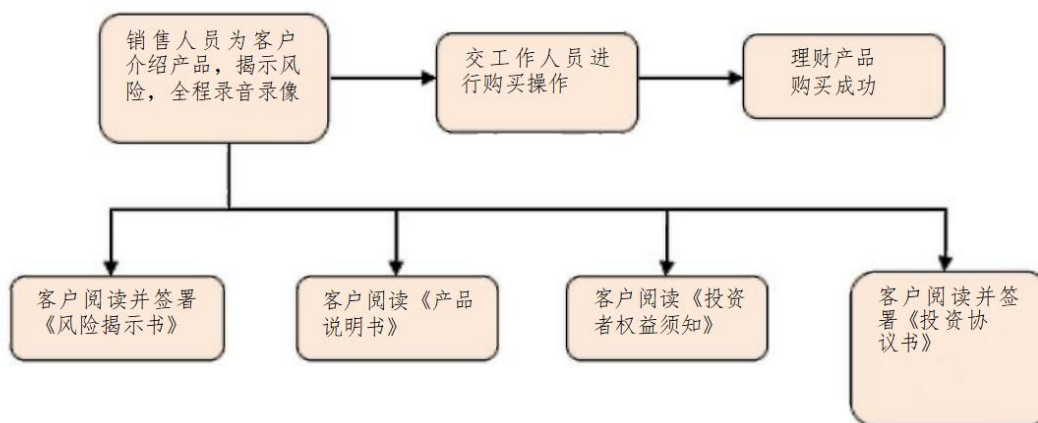 销售人员为客户
介绍产品，揭示风
险，全程录音录像
交工作人员进
行购买操作
理财产品
购买成功
客户阅读并签署
《风险揭示书》
客户阅读《产品
说明书》
客户阅读《投资
者权益须知》
客户阅读并签
署《投资协
议书》